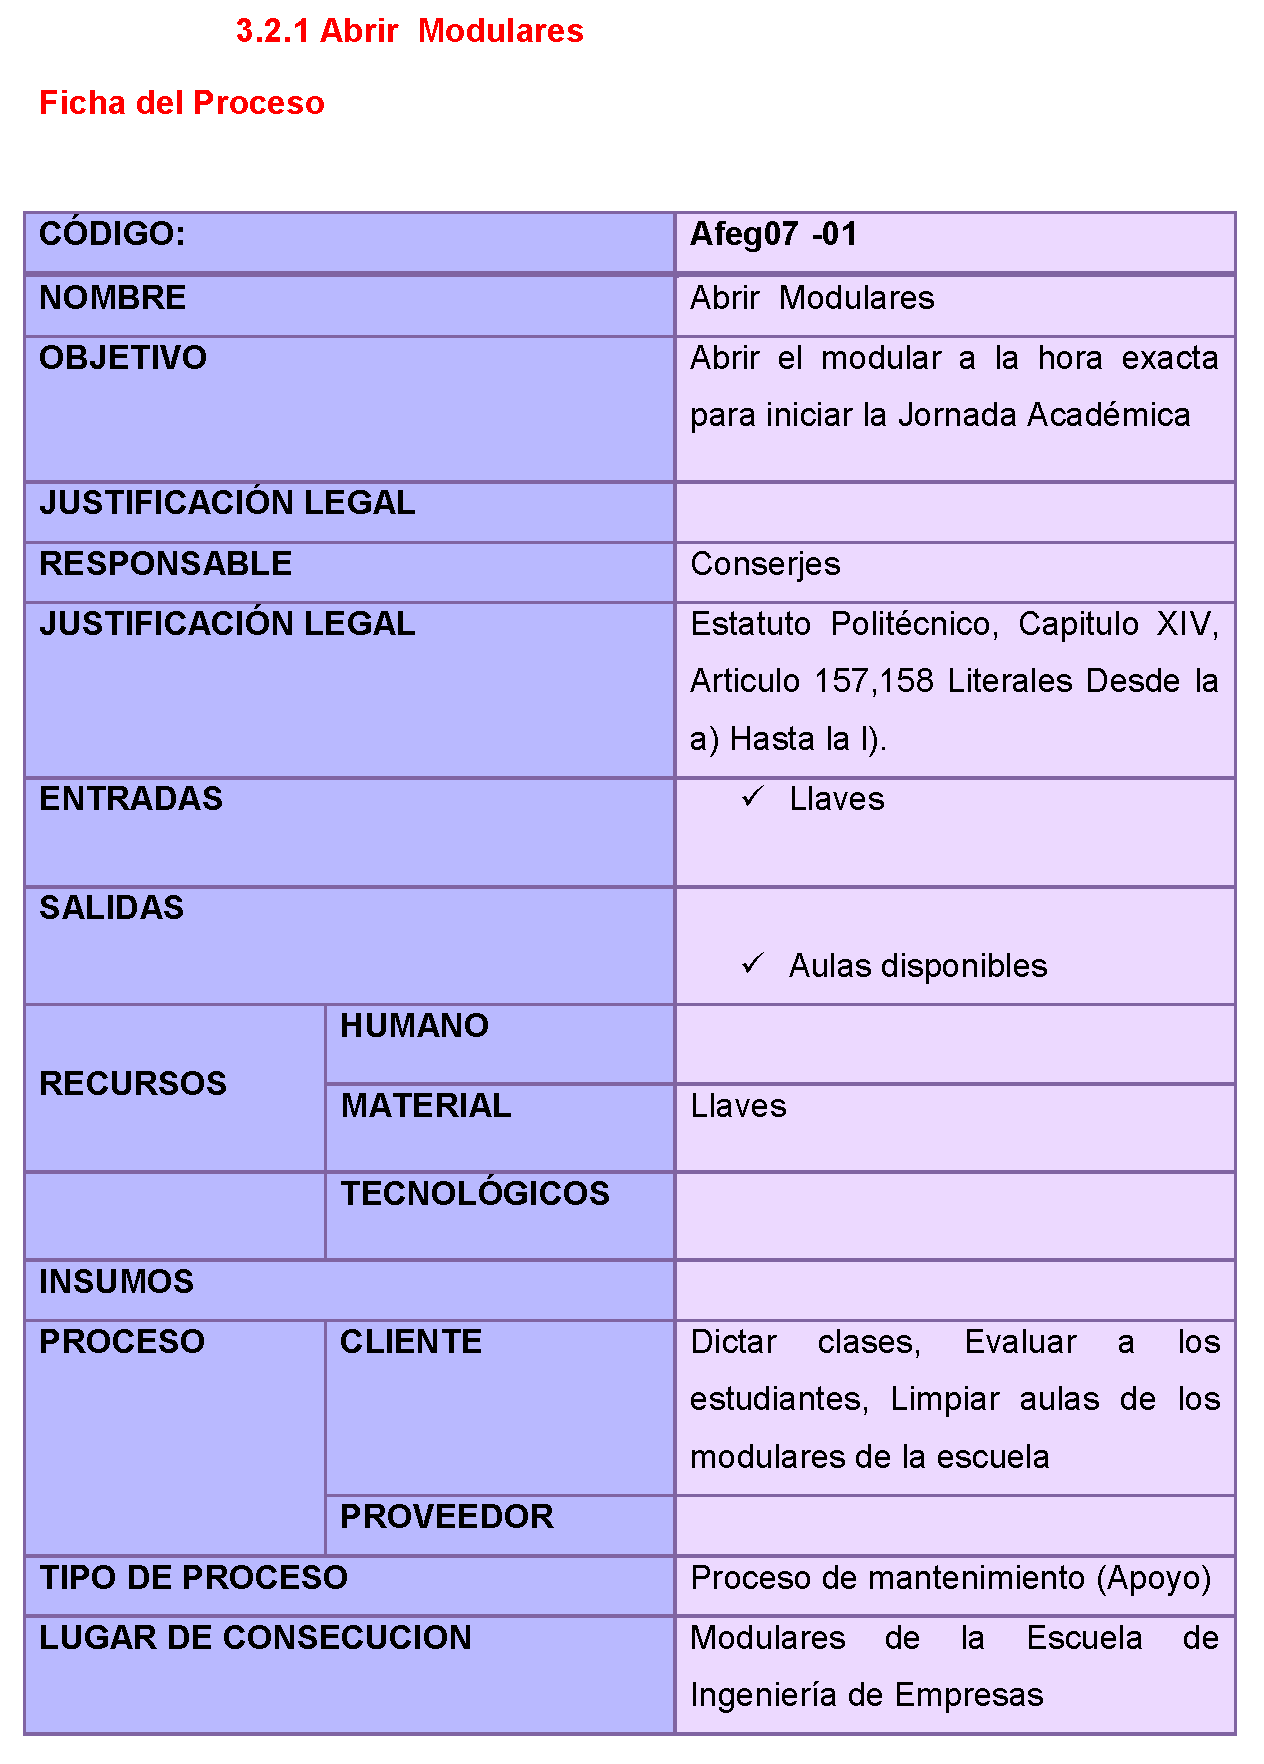 3.2.1 Abrir  Modulares
Ficha del Proceso
CÓDIGO: Afeg07 -01
NOMBRE Abrir  Modulares
OBJETIVO Abrir el modular a la hora exacta
para iniciar la Jornada Académica
JUSTIFICACIÓN LEGAL
RESPONSABLE Conserjes
JUSTIFICACIÓN LEGAL Estatuto Politécnico, Capitulo XIV,
Articulo 157,158 Literales Desde la
a) Hasta la l).
ENTRADAS ✓ Llaves
SALIDAS
✓ Aulas disponibles
HUMANO
RECURSOS
MATERIAL Llaves
TECNOLÓGICOS
INSUMOS
PROCESO CLIENTE Dictar clases, Evaluar a los
estudiantes, Limpiar aulas de los
modulares de la escuela
PROVEEDOR
TIPO DE PROCESO Proceso de mantenimiento (Apoyo)
LUGAR DE CONSECUCION Modulares de la Escuela de
Ingeniería de Empresas